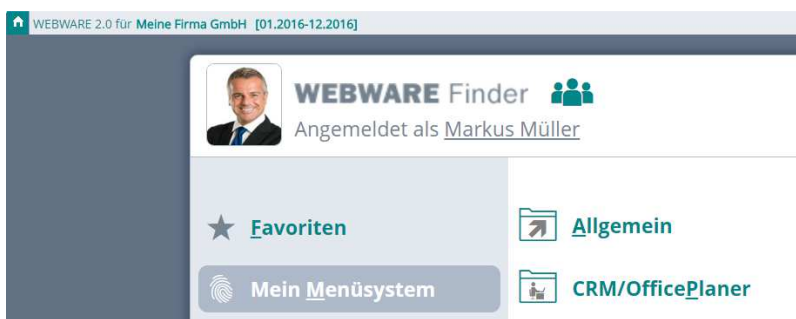 WEBWARE 2.0 für Meine Firma GmbH [01.2016-12.2016]
WEBWARE Finder
Angemeldet als Markus Müller
Favoriten
Allgemein
Mein Menüsystem
CRM/OfficePlaner